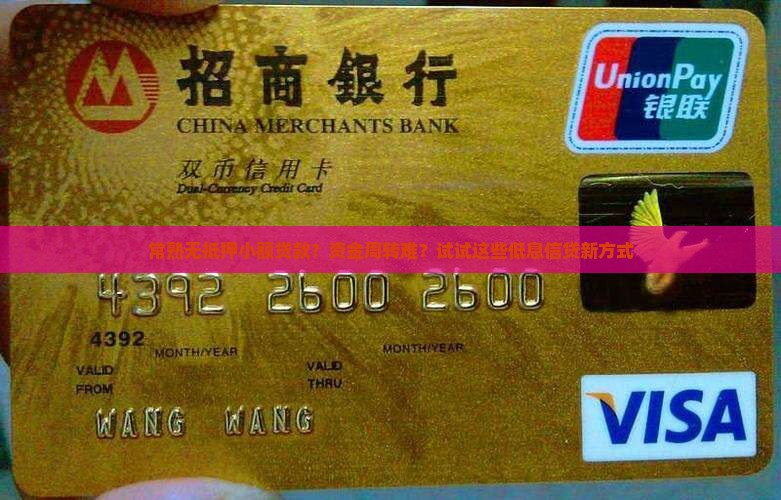 招商銀行
CHINA MERCHANTS BANK
UnionPay
银联
双币信用卡
Dual-Currency Credit Card
常熟无抵押小额贷款？资金周转难？试试这些低息信贷新方式
4392 2600 2600
4392
MONTH/YEAR
MONTH/YEAR
VALID
FROM
VALID
THRU
WANG WANG
VISA